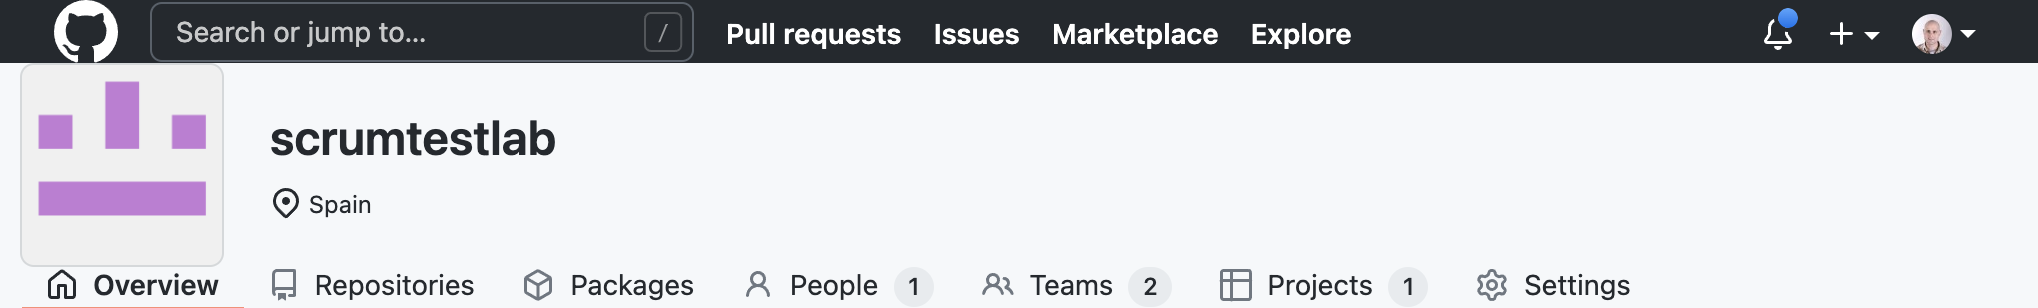 Search or jump to... / Pull requests Issues Marketplace Explore
scrumtestlab
Spain
Overview Repositories Packages People 1 Teams 2 Projects 1 Settings